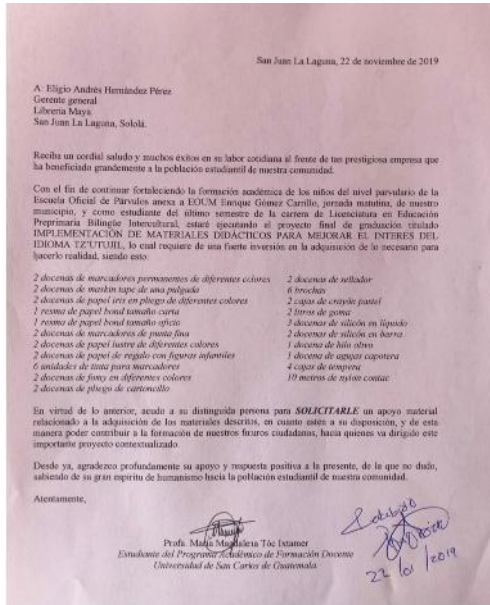 San Juan La Laguna, 22 de noviembre de 2019
A: Eligio Andrés Hernández Pérez
Gerente general
Librería Maya
San Juan La Laguna, Sololá.
Reciba un cordial saludo y muchos éxitos en su labor cotidiana al frente de tan prestigiosa empresa que
ha beneficiado grandemente a la población estudiantil de nuestra comunidad.
Con el fin de continuar fortaleciendo la formación académica de los niños del nivel parvulario de la
Escuela Oficial de Párvulos anexa a EOUM Enrique Gómez Carrillo, jornada matutina, de nuestro
municipio, y como estudiante del último semestre de la carrera de Licenciatura en Educación
Preprimaria Bilingüe Intercultural, estaré ejecutando el proyecto final de graduación titulado
IMPLEMENTACIÓN DE MATERIALES DIDÁCTICOS PARA MEJORAR EL INTERÉS DEL
IDIOMA TZ'UTUJIL, lo cual requiere de una fuerte inversión en la adquisición de lo necesario para
hacerlo realidad, siendo esto:
2 docenas de marcadores permanentes de diferentes colores
2 docenas de maskin tape de una pulgada
2 docenas de papel iris en pliego de diferentes colores
1 resma de papel bond tamaño carta
1 resma de papel bond tamaño oficio
2 docenas de marcadores de punta fina
2 docenas de papel lustre de diferentes colores
2 docenas de papel de regalo con figuras infantiles
6 unidades de tinta para marcadores
2 docenas de fomy en diferentes colores
2 docenas de pliego de cartoncillo
2 docenas de sellador
6 brochas
2 cajas de crayón pastel
2 litros de goma
3 docenas de silicón en líquido
2 docenas de silicón en barra
1 docena de hilo olivo
1 docena de agujas capotera
4 cajas de tempera
10 metros de nylon contac
En virtud de lo anterior, acudo a su distinguida persona para SOLICITARLE un apoyo material
relacionado a la adquisición de los materiales descritos, en cuanto estén a su disposición, y de esta
manera poder contribuir a la formación de nuestros futuros ciudadanos, hacia quienes va dirigido este
importante proyecto contextualizado.
Desde ya, agradezco profundamente su apoyo y respuesta positiva a la presente, de la que no dudo,
sabiendo de su gran espíritu de humanismo hacia la población estudiantil de nuestra comunidad.
Atentamente,
Profa. María Magdalena Tóc Ixtamer
Estudiante del Programa Académico de Formación Docente
Universidad de San Carlos de Guatemala
22/01/2019